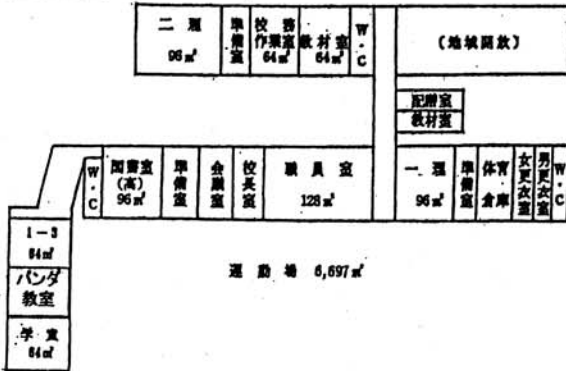 二理
96㎡
準備室
校務
作業室
64㎡
教材室
64㎡
W・C
(地域開放)
配膳室
教材室
W・C
図書室
(高)
96㎡
準備室
会議室
校長室
職員室
128㎡
一理
96㎡
準備室
体育倉庫
女更衣室
男更衣室
W・C
1-3
64㎡
パンダ
教室
学童
64㎡
運動場 6,697㎡